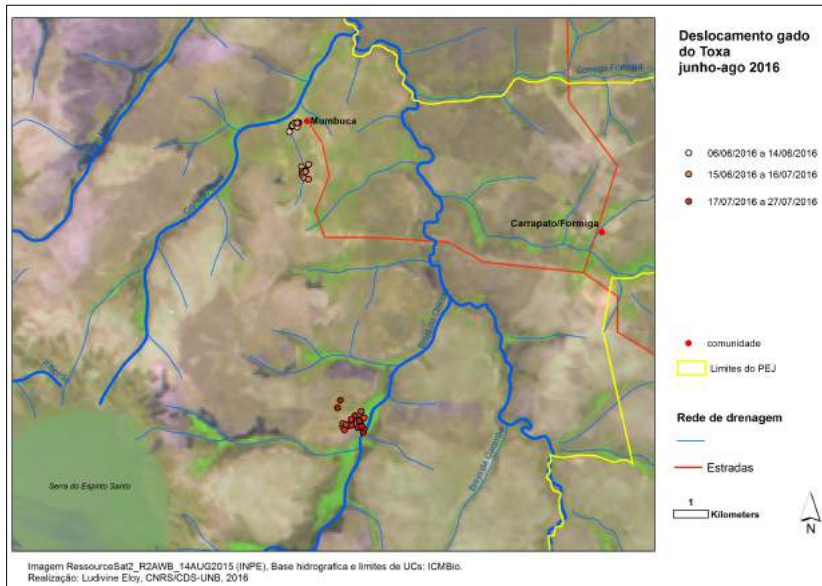 Deslocamento gado
do Toxa
junho-ago 2016
06/06/2016 a 14/06/2016
15/06/2016 a 16/07/2016
17/07/2016 a 27/07/2016
comunidade
Limites do PEJ
Rede de drenagem
Estradas
1
Kilometers
N
Mumbuca
Carrapato/Formiga
Corrego Formiga
Serra do Espirito Santo
Imagem RessourceSat2_R2AWB_14AUG2015 (INPE), Base hidrografica e limites de UCs: ICMBio.
Realização: Ludivine Eloy, CNRS/CDS-UNB, 2016